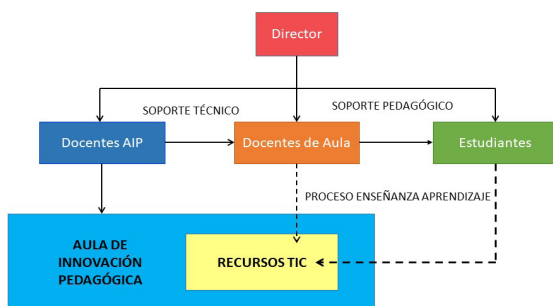 Director
SOPORTE TÉCNICO
SOPORTE PEDAGÓGICO
Docentes AIP
Docentes de Aula
Estudiantes
PROCESO ENSEÑANZA APRENDIZAJE
AULA DE
INNOVACIÓN
PEDAGÓGICA
RECURSOS TIC